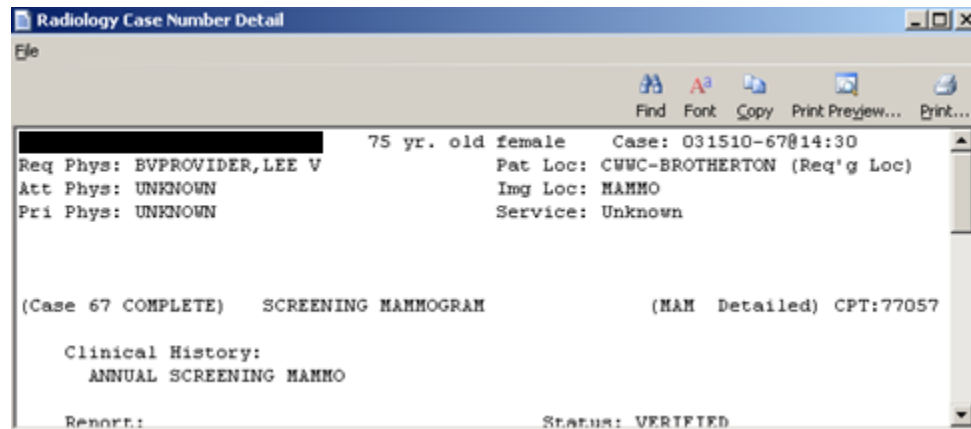 Radiology Case Number Detail
File
Find Font Copy Print Preview... Print...
75 yr. old female Case: 031510-67@14:30
Req Phys: BVPROVIDER,LEE V Pat Loc: CWWC-BROTHERTON (Req'g Loc)
Att Phys: UNKNOWN Img Loc: MAMMO
Pri Phys: UNKNOWN Service: Unknown
(Case 67 COMPLETE) SCREENING MAMMOGRAM (MAM Detailed) CPT:77057
Clinical History:
ANNUAL SCREENING MAMMO
Report: Status: VERIFIED